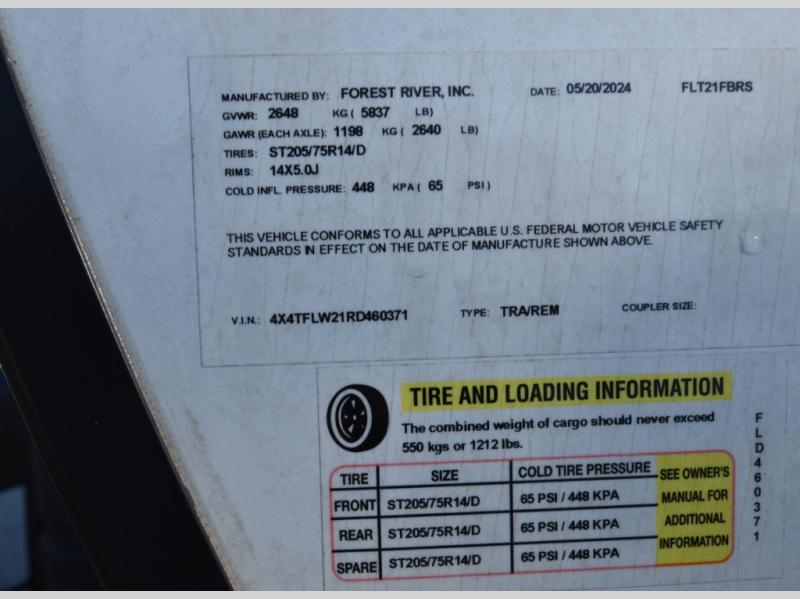 MANUFACTURED BY: FOREST RIVER, INC. DATE: 05/20/2024 FLT21FBRS
GVWR: 2648 KG ( 5837 LB)
GAWR (EACH AXLE): 1198 KG ( 2640 LB)
TIRES: ST205/75R14/D
RIMS: 14X5.0J
COLD INFL. PRESSURE: 448 KPA ( 65 PSI )
THIS VEHICLE CONFORMS TO ALL APPLICABLE U.S. FEDERAL MOTOR VEHICLE SAFETY
STANDARDS IN EFFECT ON THE DATE OF MANUFACTURE SHOWN ABOVE.
V.I.N.: 4X4TFLW21RD460371 TYPE: TRA/REM COUPLER SIZE:
TIRE AND LOADING INFORMATION
The combined weight of cargo should never exceed
550 kgs or 1212 lbs.
TIRE SIZE COLD TIRE PRESSURE SEE OWNER'S
FRONT ST205/75R14/D 65 PSI / 448 KPA MANUAL FOR
REAR ST205/75R14/D 65 PSI / 448 KPA ADDITIONAL
SPARE ST205/75R14/D 65 PSI / 448 KPA INFORMATION
FLD460371